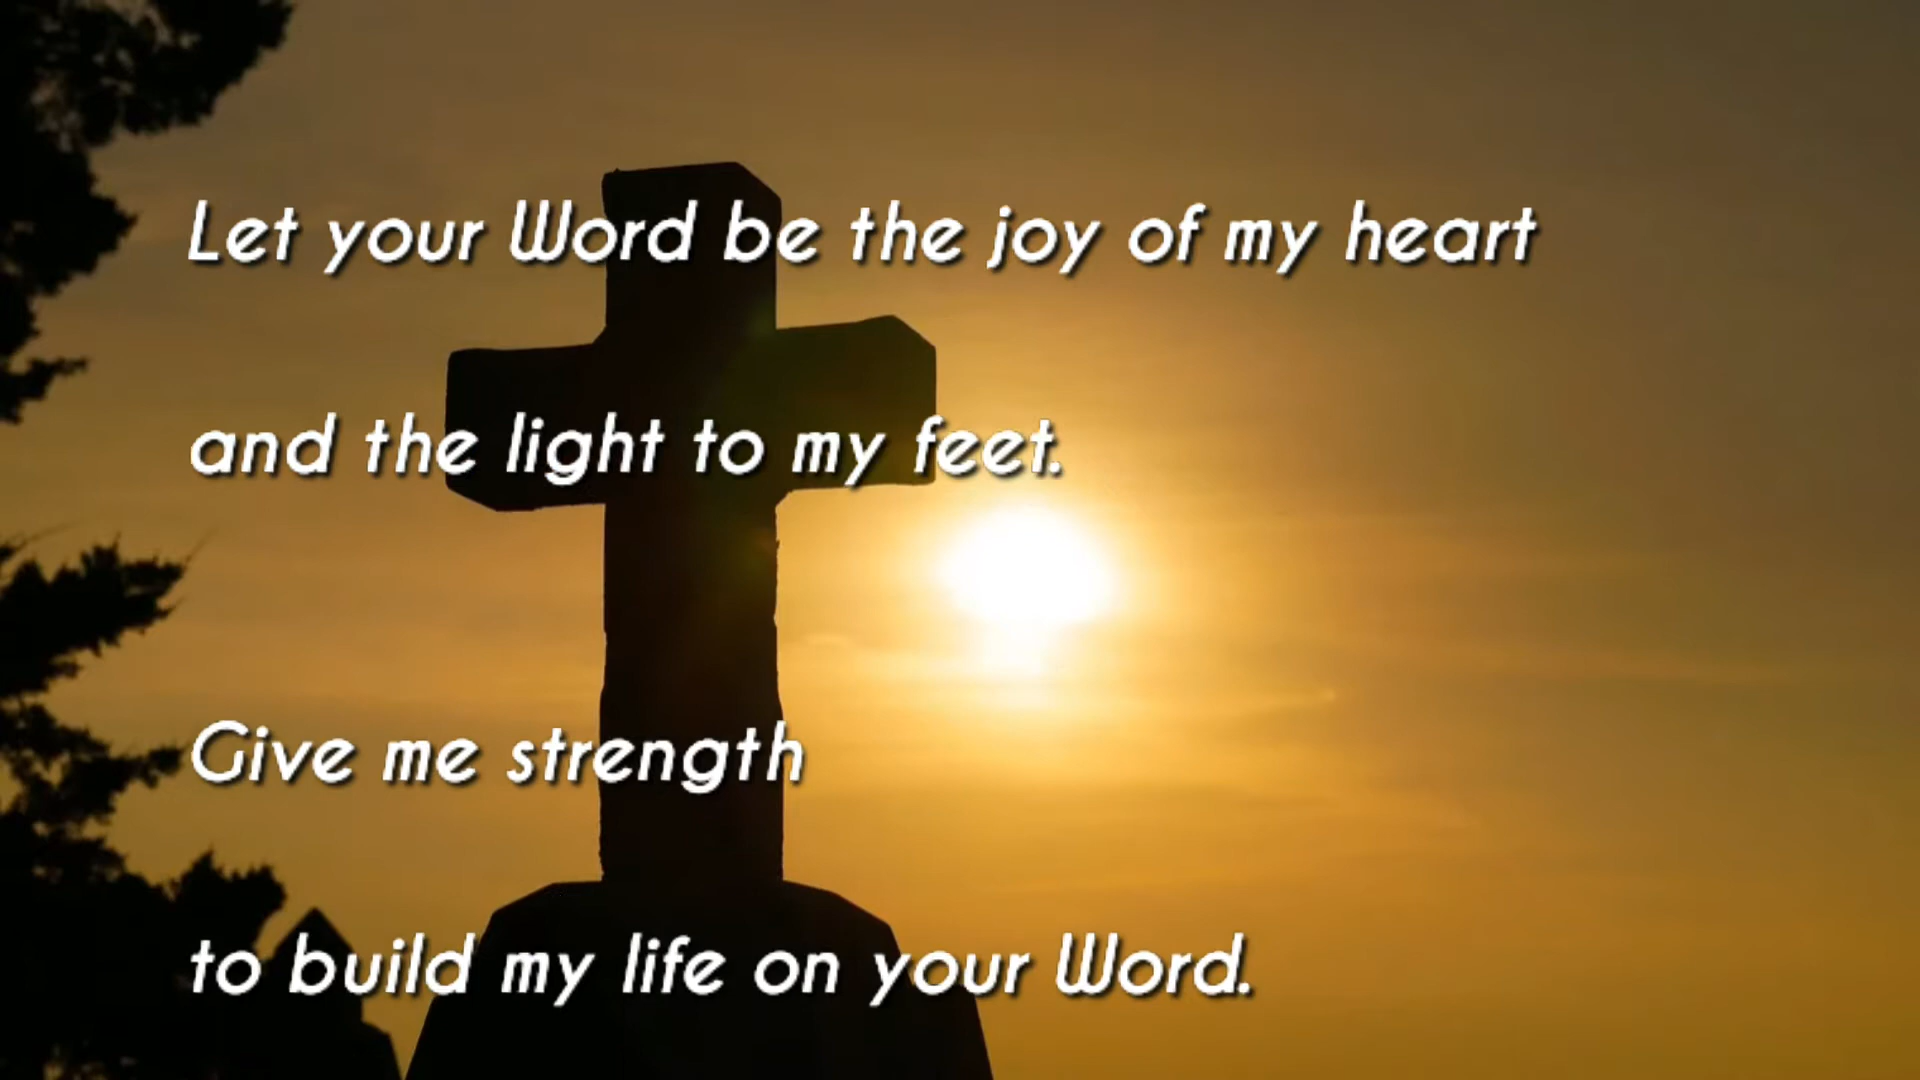 Let your Word be the joy of my heart
and the light to my feet.
Give me strength
to build my life on your Word.